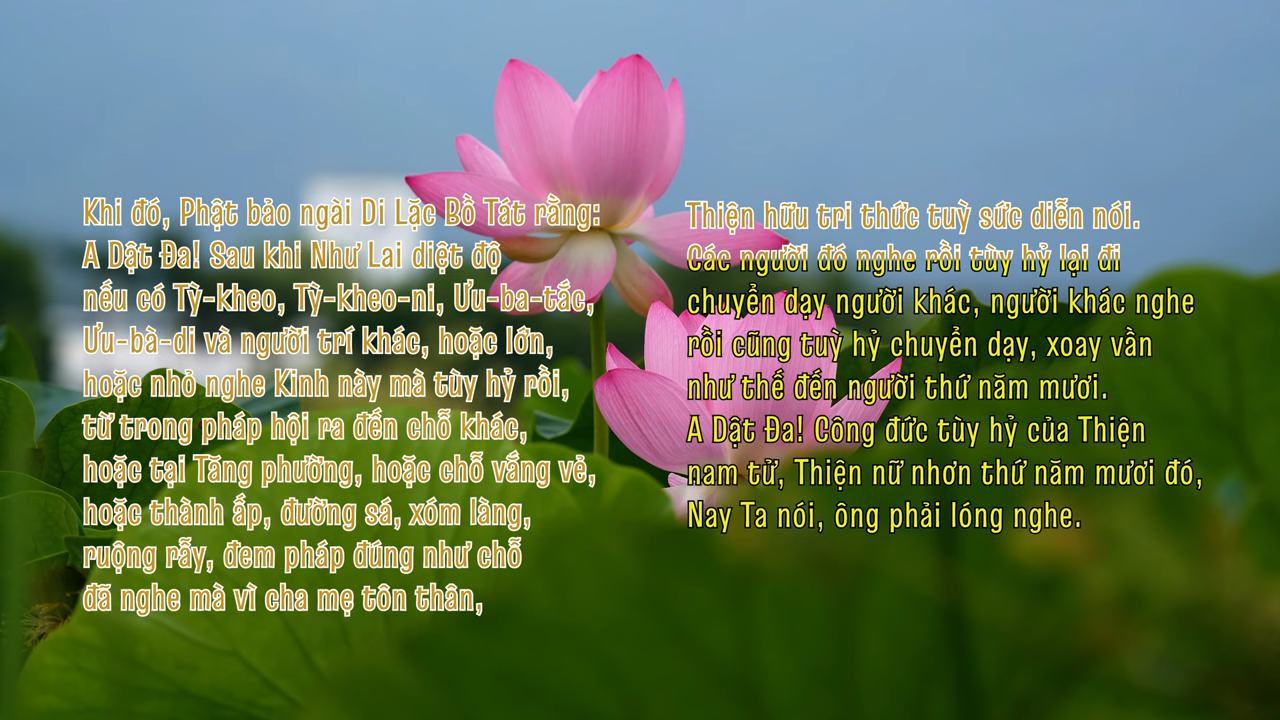 Khi đó, Phật bảo ngài Di Lặc Bồ Tát rằng:
A Dật Đa! Sau khi Như Lai diệt độ
nếu có Tỳ-kheo, Tỳ-kheo-ni, Ưu-ba-tắc,
Ưu-bà-di và người trí khác, hoặc lớn,
hoặc nhỏ nghe Kinh này mà tùy hỷ rồi,
từ trong pháp hội ra đến chỗ khác,
hoặc tại Tăng phường, hoặc chỗ vắng vẻ,
hoặc thành ấp, đường sá, xóm làng,
ruộng rẫy, đem pháp đúng như chỗ
đã nghe mà vì cha mẹ tôn thân,
Thiện hữu tri thức tuỳ sức diễn nói.
Các người đó nghe rồi tùy hỷ lại đi
chuyển dạy người khác, người khác nghe
rồi cũng tuỳ hỷ chuyển dạy, xoay vần
như thế đến người thứ năm mươi.
A Dật Đa! Công đức tùy hỷ của Thiện
nam tử, Thiện nữ nhơn thứ năm mươi đó,
Nay Ta nói, ông phải lóng nghe.